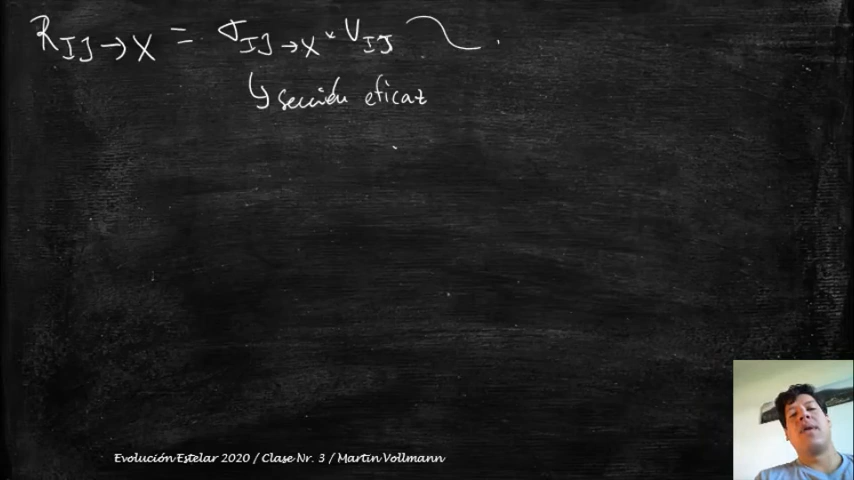 R_{IJ→X} = σ_{IJ→X} * v_{IJ}
↳ sección eficaz
Evolución Estelar 2020 / Clase Nr. 3 / Martin Vollmann